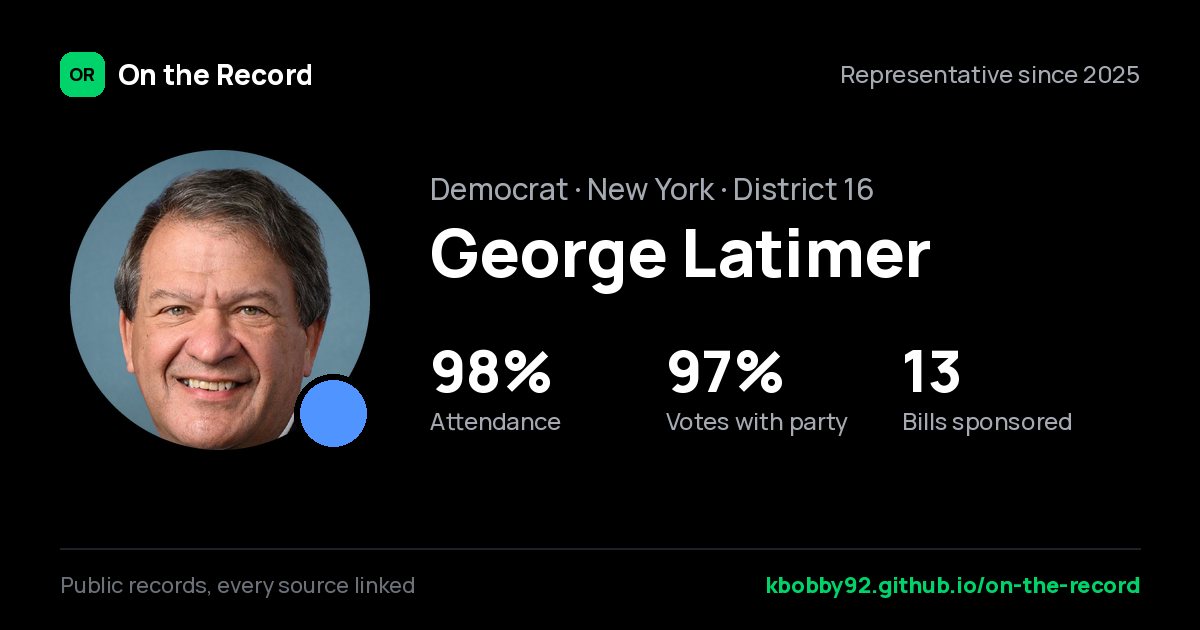 OR On the Record
Representative since 2025
Democrat · New York · District 16
George Latimer
98% 97% 13
Attendance Votes with party Bills sponsored
Public records, every source linked
kbobby92.github.io/on-the-record